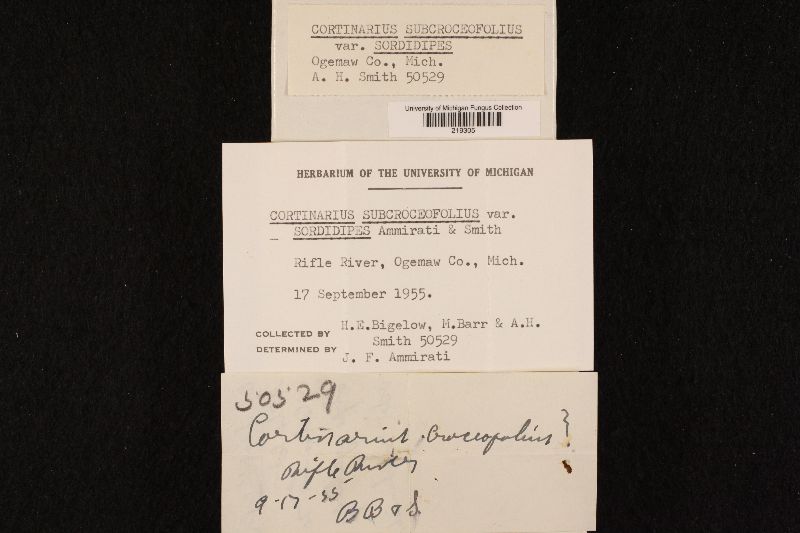 CORTINARIUS SUBCROCEOFOLIUS
var. SORDIDIPES
Ogemaw Co., Mich.
A. H. Smith 50529
University of Michigan Fungus Collection
219305
HERBARIUM OF THE UNIVERSITY OF MICHIGAN
CORTINARIUS SUBCROCEOFOLIUS var.
SORDIDIPES Ammirati & Smith
Rifle River, Ogemaw Co., Mich.
17 September 1955.
COLLECTED BY H.E.Bigelow, M.Barr & A.H.
Smith 50529
DETERMINED BY J. F. Ammirati
50529
Cortinarius croceofolius ?
Rifle River
9-17-55
BB & S